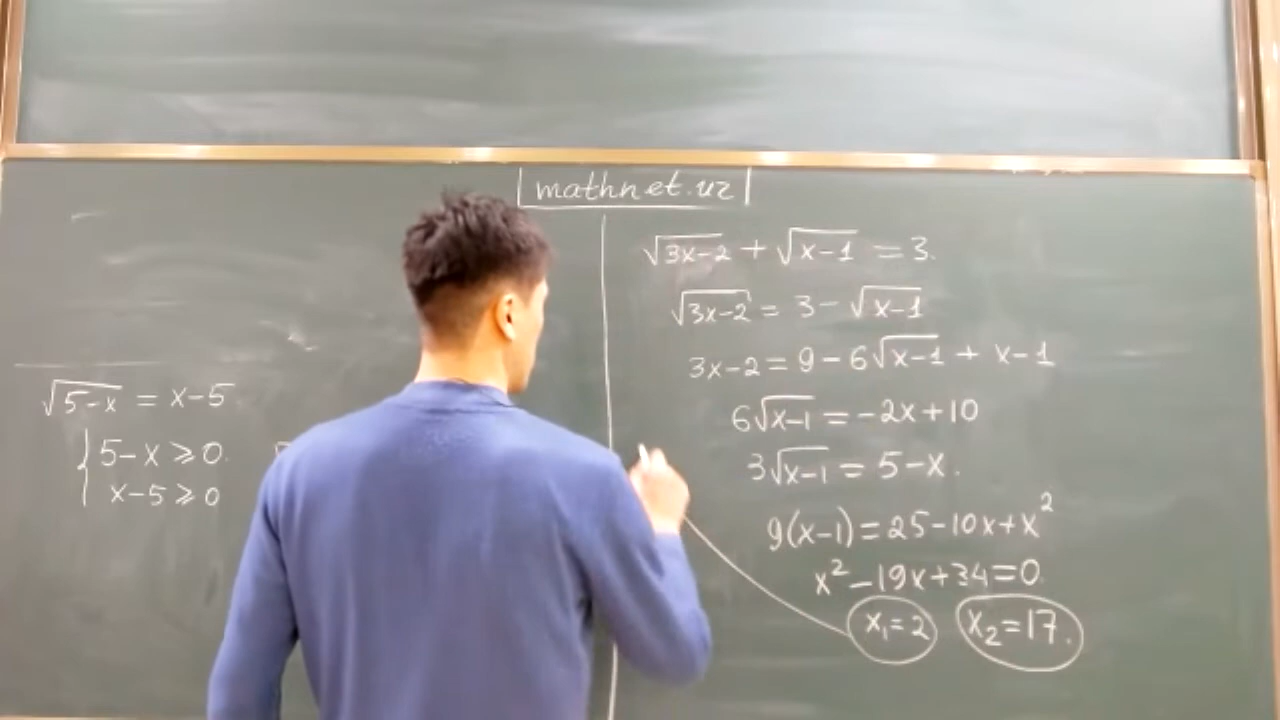 mathnet.uz
√5-x = x-5
{ 5-x ≥ 0.
x-5 ≥ 0
√3x-2 + √x-1 = 3.
√3x-2 = 3 - √x-1
3x-2 = 9 - 6√x-1 + x-1
6√x-1 = -2x+10
3√x-1 = 5-x.
9(x-1) = 25-10x+x²
x²-19x+34=0.
x₁=2 x₂=17.